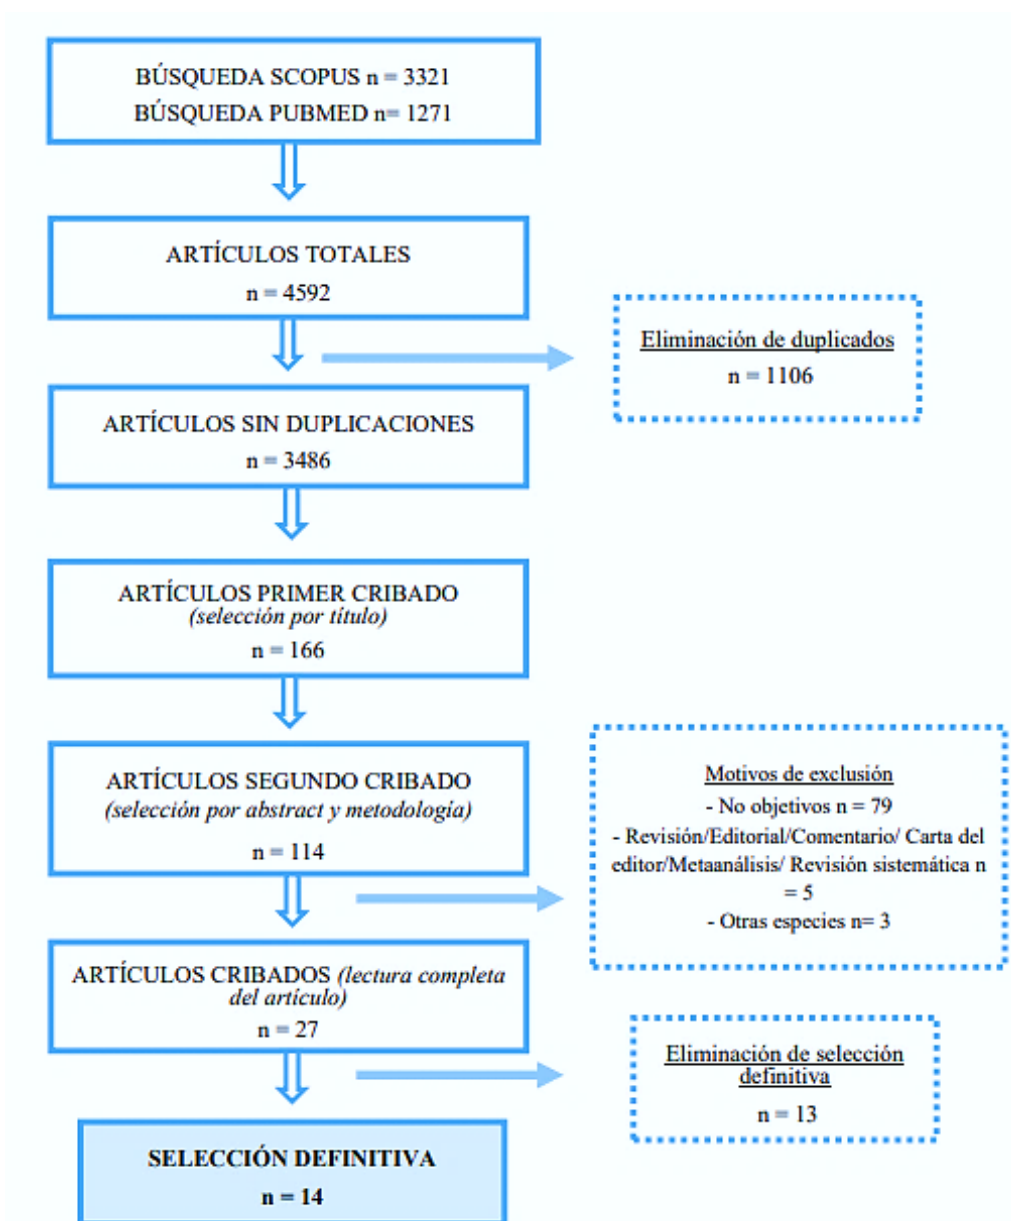 BÚSQUEDA SCOPUS n = 3321
BÚSQUEDA PUBMED n= 1271
ARTÍCULOS TOTALES
n = 4592
Eliminación de duplicados
n = 1106
ARTÍCULOS SIN DUPLICACIONES
n = 3486
ARTÍCULOS PRIMER CRIBADO
(selección por título)
n = 166
ARTÍCULOS SEGUNDO CRIBADO
(selección por abstract y metodología)
n = 114
Motivos de exclusión
- No objetivos n = 79
- Revisión/Editorial/Comentario/ Carta del
editor/Metaanálisis/ Revisión sistemática n
= 5
- Otras especies n= 3
ARTÍCULOS CRIBADOS (lectura completa
del artículo)
n = 27
Eliminación de selección
definitiva
n = 13
SELECCIÓN DEFINITIVA
n = 14